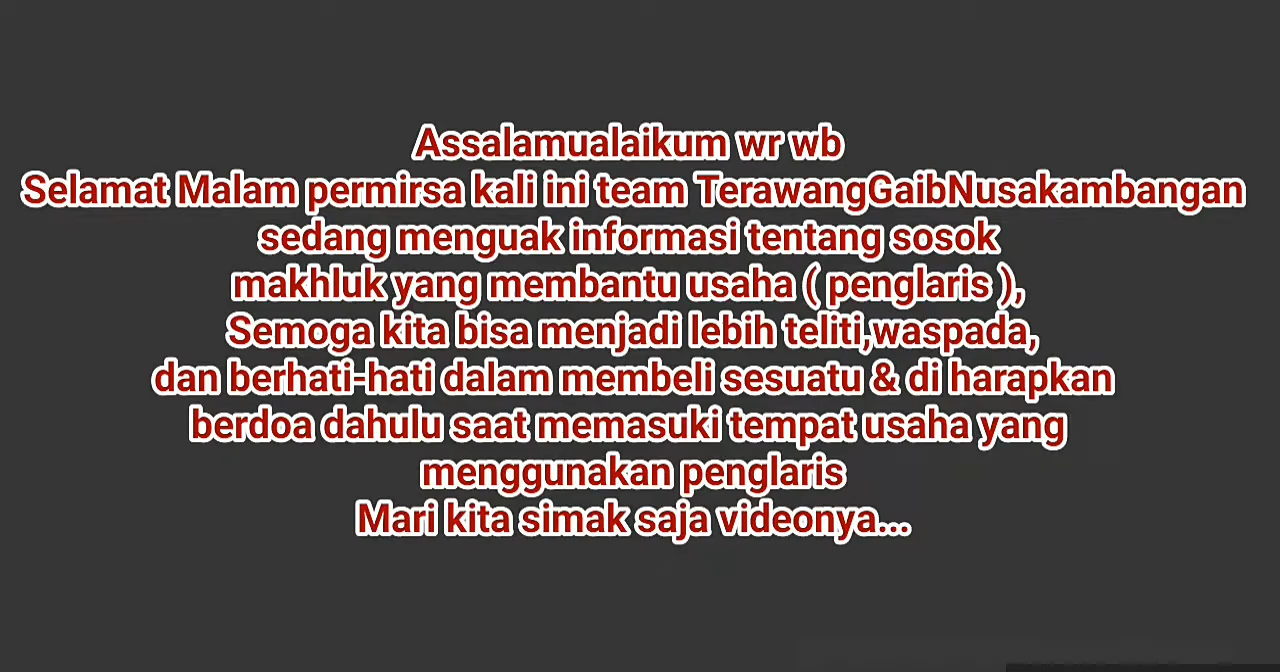 Assalamualaikum wr wb
Selamat Malam permirsa kali ini team TerawangGaibNusakambangan
sedang menguak informasi tentang sosok
makhluk yang membantu usaha ( penglaris ),
Semoga kita bisa menjadi lebih teliti,waspada,
dan berhati-hati dalam membeli sesuatu & di harapkan
berdoa dahulu saat memasuki tempat usaha yang
menggunakan penglaris
Mari kita simak saja videonya...